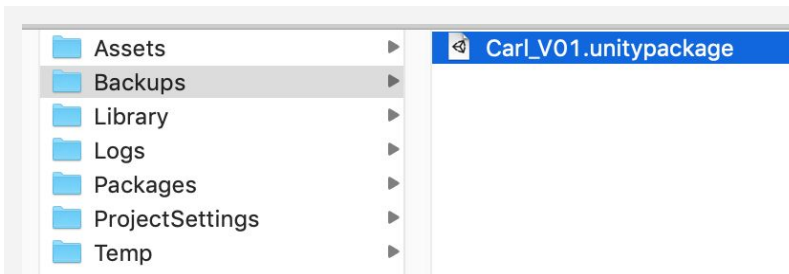 Assets
Backups
Library
Logs
Packages
ProjectSettings
Temp
Carl_V01.unitypackage